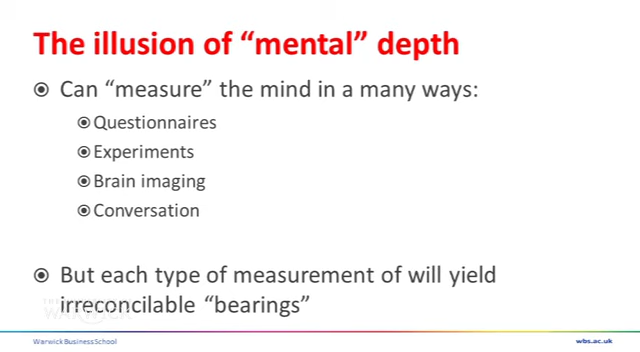 The illusion of “mental” depth
Can “measure” the mind in a many ways:
Questionnaires
Experiments
Brain imaging
Conversation
But each type of measurement of will yield
irreconcilable “bearings”
WARWICK
Warwick Business School
wbs.ac.uk